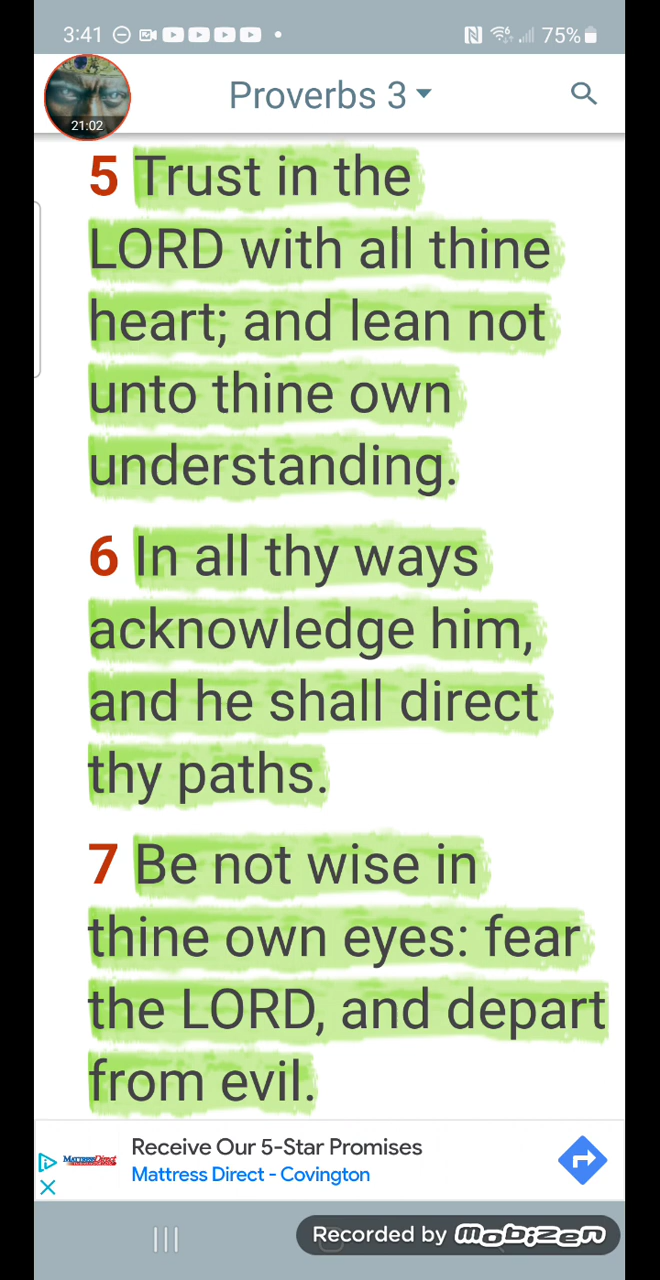 3:41 75%
21:02
Proverbs 3
5 Trust in the
LORD with all thine
heart; and lean not
unto thine own
understanding.
6 In all thy ways
acknowledge him,
and he shall direct
thy paths.
7 Be not wise in
thine own eyes: fear
the LORD, and depart
from evil.
MATTRESS Direct
Receive Our 5-Star Promises
Mattress Direct - Covington
Recorded by mobizen